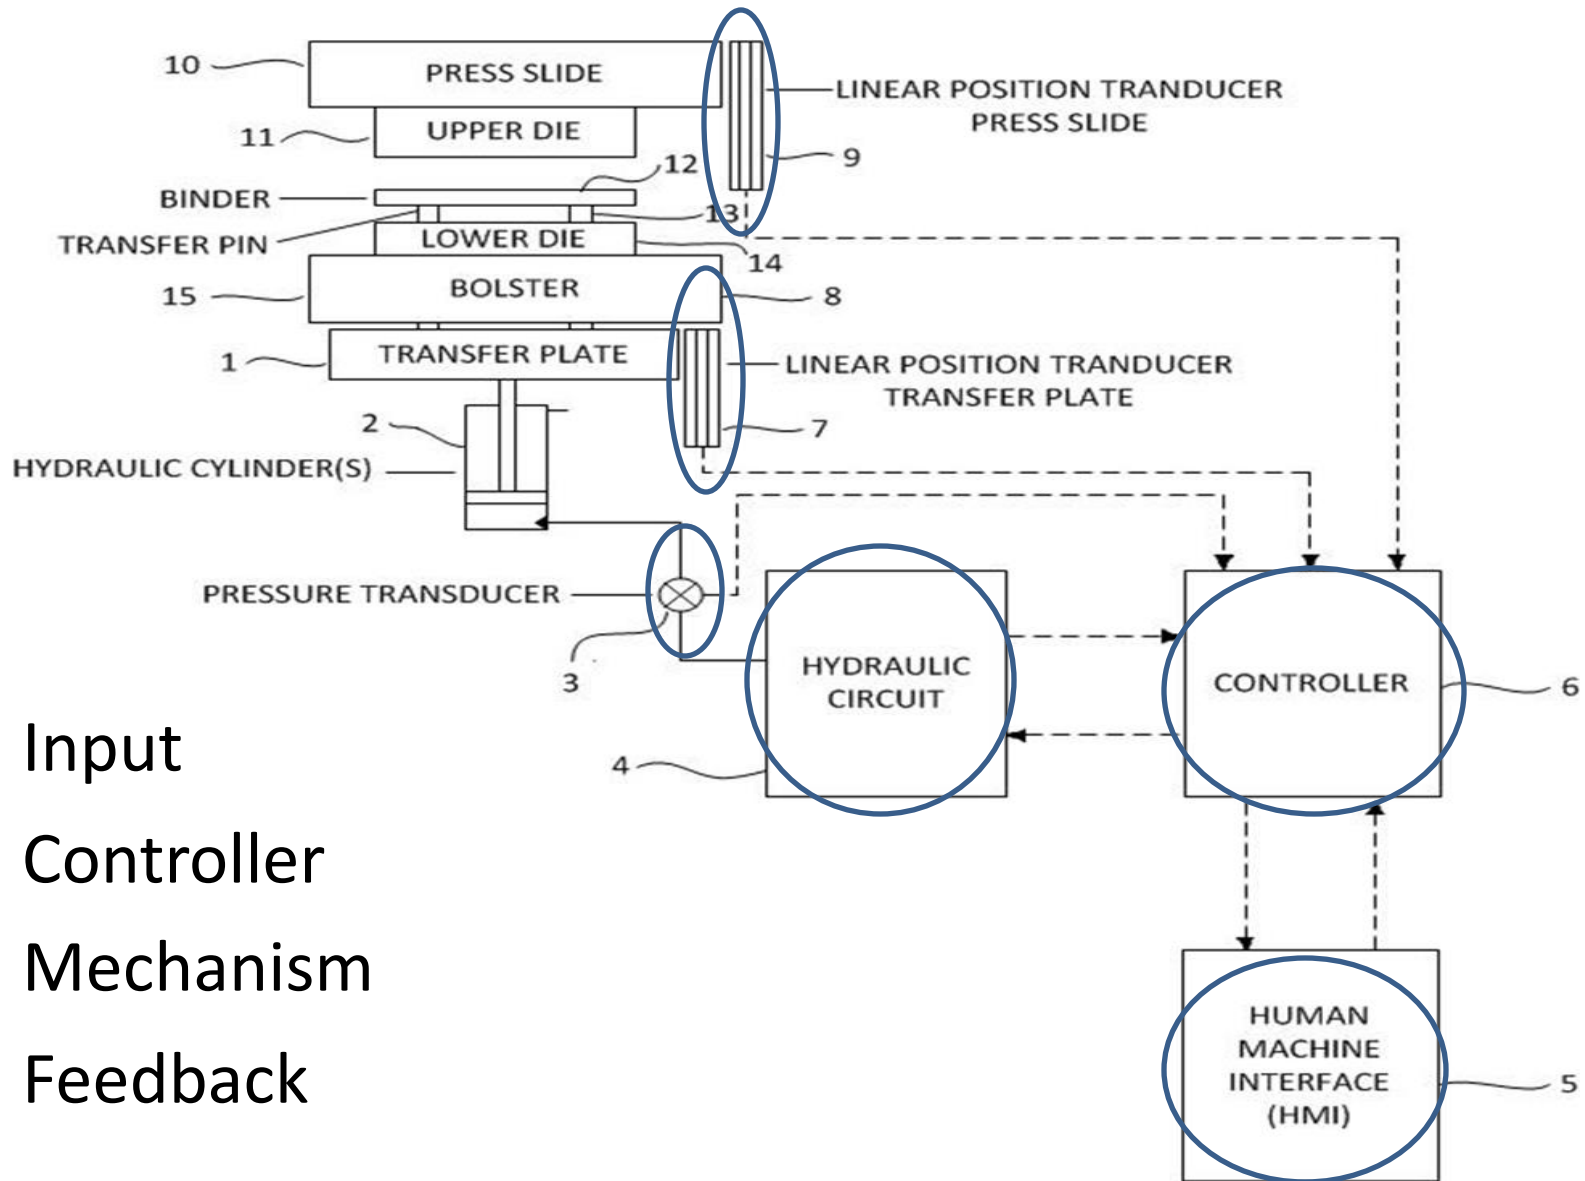 10
PRESS SLIDE
LINEAR POSITION TRANDUCER
PRESS SLIDE
11
UPPER DIE
9
12
BINDER
13
TRANSFER PIN
LOWER DIE
14
15
BOLSTER
8
1
TRANSFER PLATE
LINEAR POSITION TRANDUCER
TRANSFER PLATE
2
7
HYDRAULIC CYLINDER(S)
PRESSURE TRANSDUCER
3
HYDRAULIC
CIRCUIT
CONTROLLER
6
4
Input
Controller
Mechanism
Feedback
HUMAN
MACHINE
INTERFACE
(HMI)
5